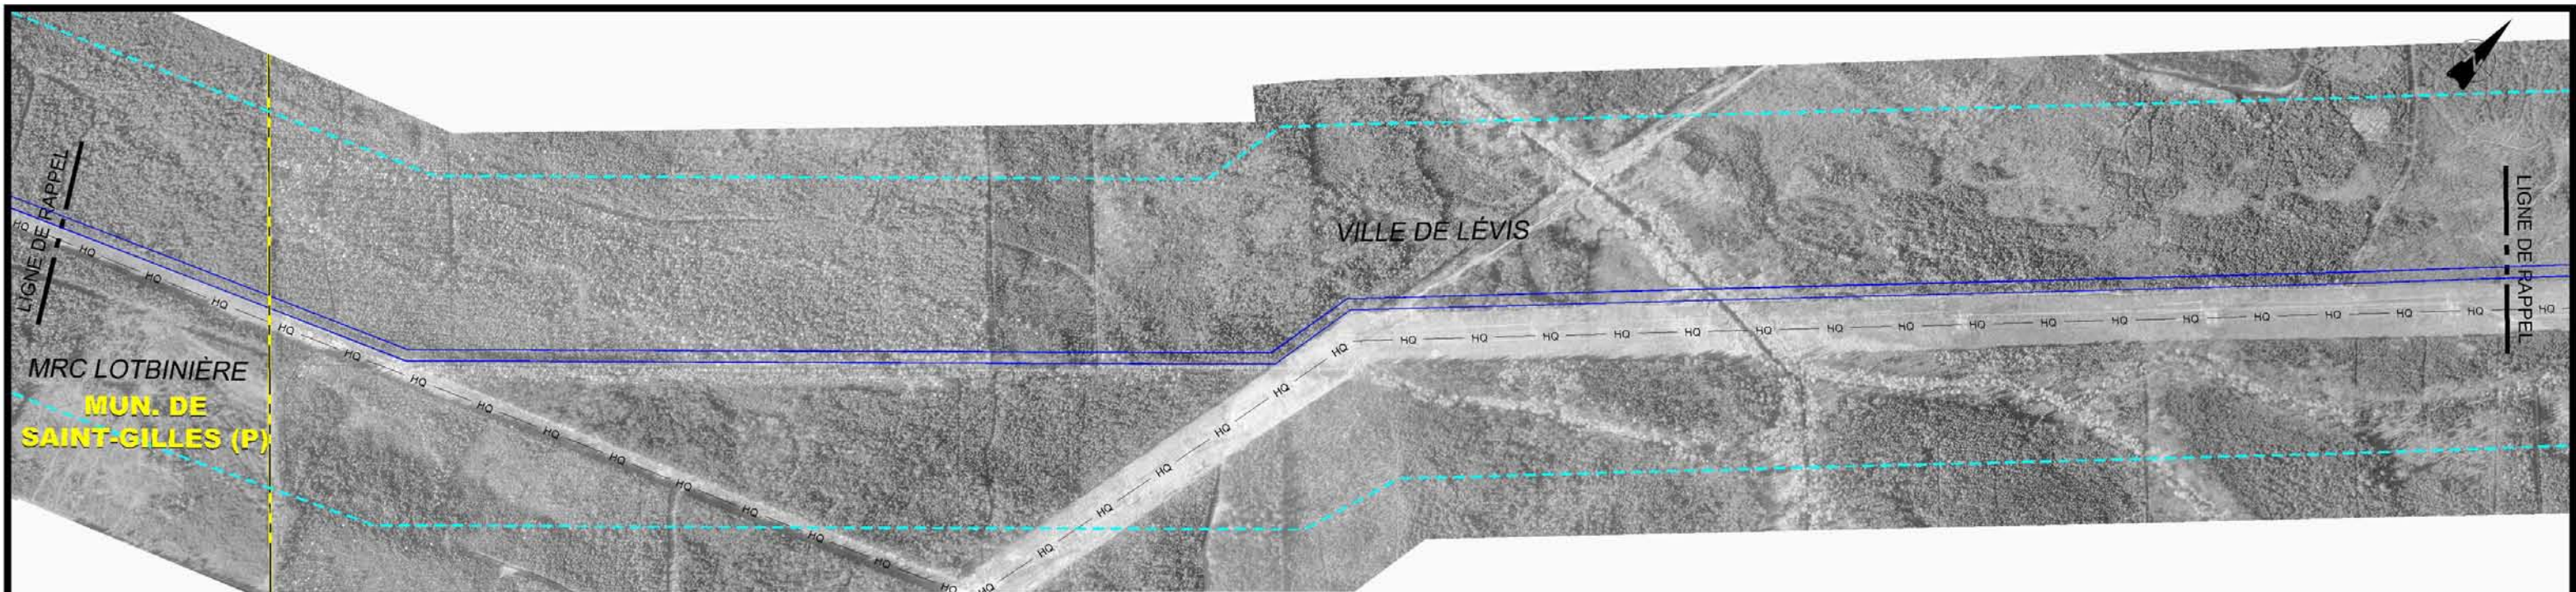 LIGNE DE RAPPEL
MRC LOTBINIÈRE
MUN. DE
SAINT-GILLES (P)
VILLE DE LÉVIS
LIGNE DE RAPPEL
HQ HQ HQ HQ HQ HQ HQ HQ HQ HQ HQ HQ HQ HQ HQ
HQ HQ HQ HQ HQ HQ HQ
HQ HQ HQ HQ HQ HQ HQ HQ HQ HQ HQ HQ HQ HQ HQ HQ HQ